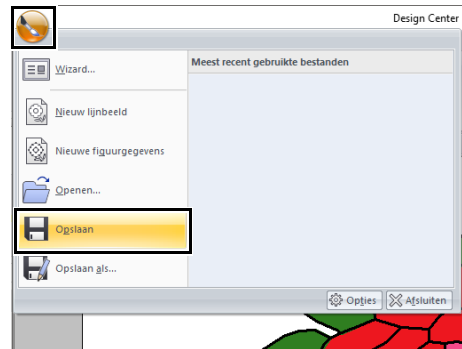 Design Center
Wizard...
Meest recent gebruikte bestanden
Nieuw lijnbeeld
Nieuwe figuurgegevens
Openen...
Opslaan
Opslaan als...
Opties
Afsluiten